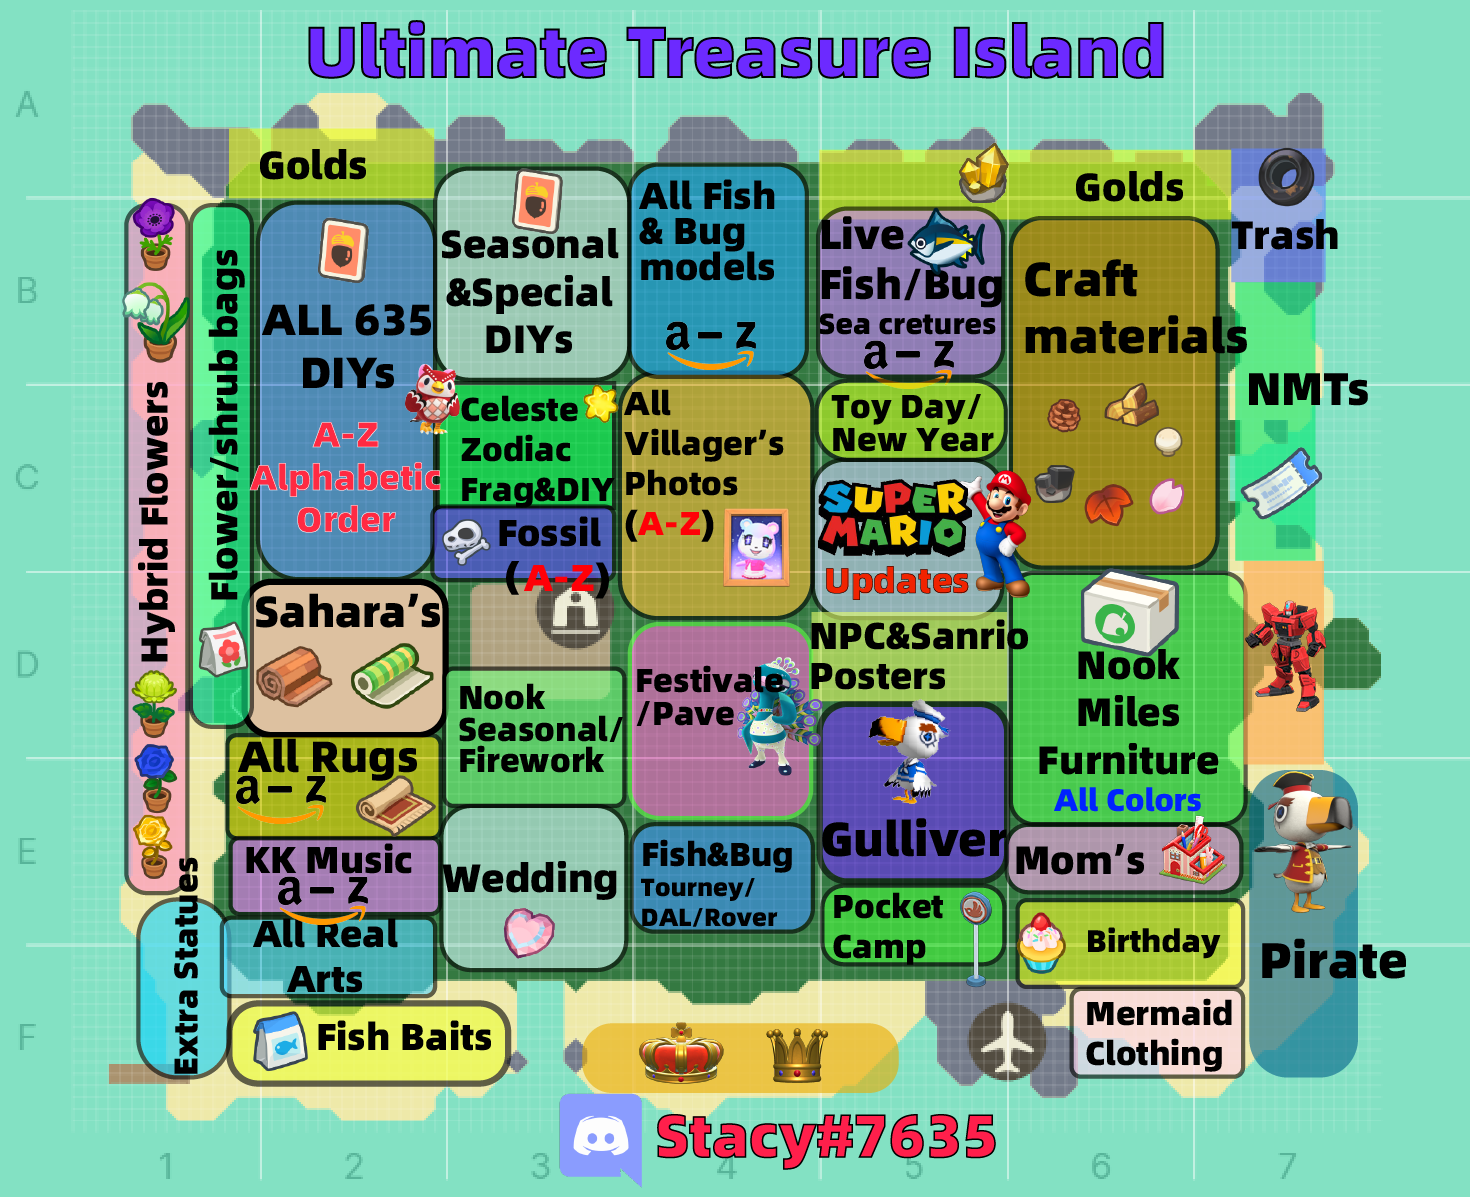 Ultimate Treasure Island
A
B
C
D
E
F
Golds
Golds
Trash
Hybrid Flowers
Flower/shrub bags
ALL 635
DIYs
A-Z
Alphabetic
Order
Seasonal
&Special
DIYs
All Fish
& Bug
models
a-z
Live
Fish/Bug
Sea cretures
a-z
Craft
materials
NMTs
Celeste
Zodiac
Frag&DIY
Fossil
(A-Z)
All
Villager's
Photos
(A-Z)
Toy Day/
New Year
SUPER
MARIO
Updates
Sahara's
NPC&Sanrio
Posters
Nook
Miles
Furniture
All Colors
Nook
Seasonal/
Firework
Festivale
/Pave
Gulliver
All Rugs
a-z
KK Music
a-z
Wedding
Fish&Bug
Tourney/
DAL/Rover
Mom's
Pocket
Camp
Birthday
Pirate
Extra Statues
All Real
Arts
Fish Baits
Mermaid
Clothing
Stacy#7635
1 2 3 4 5 6 7